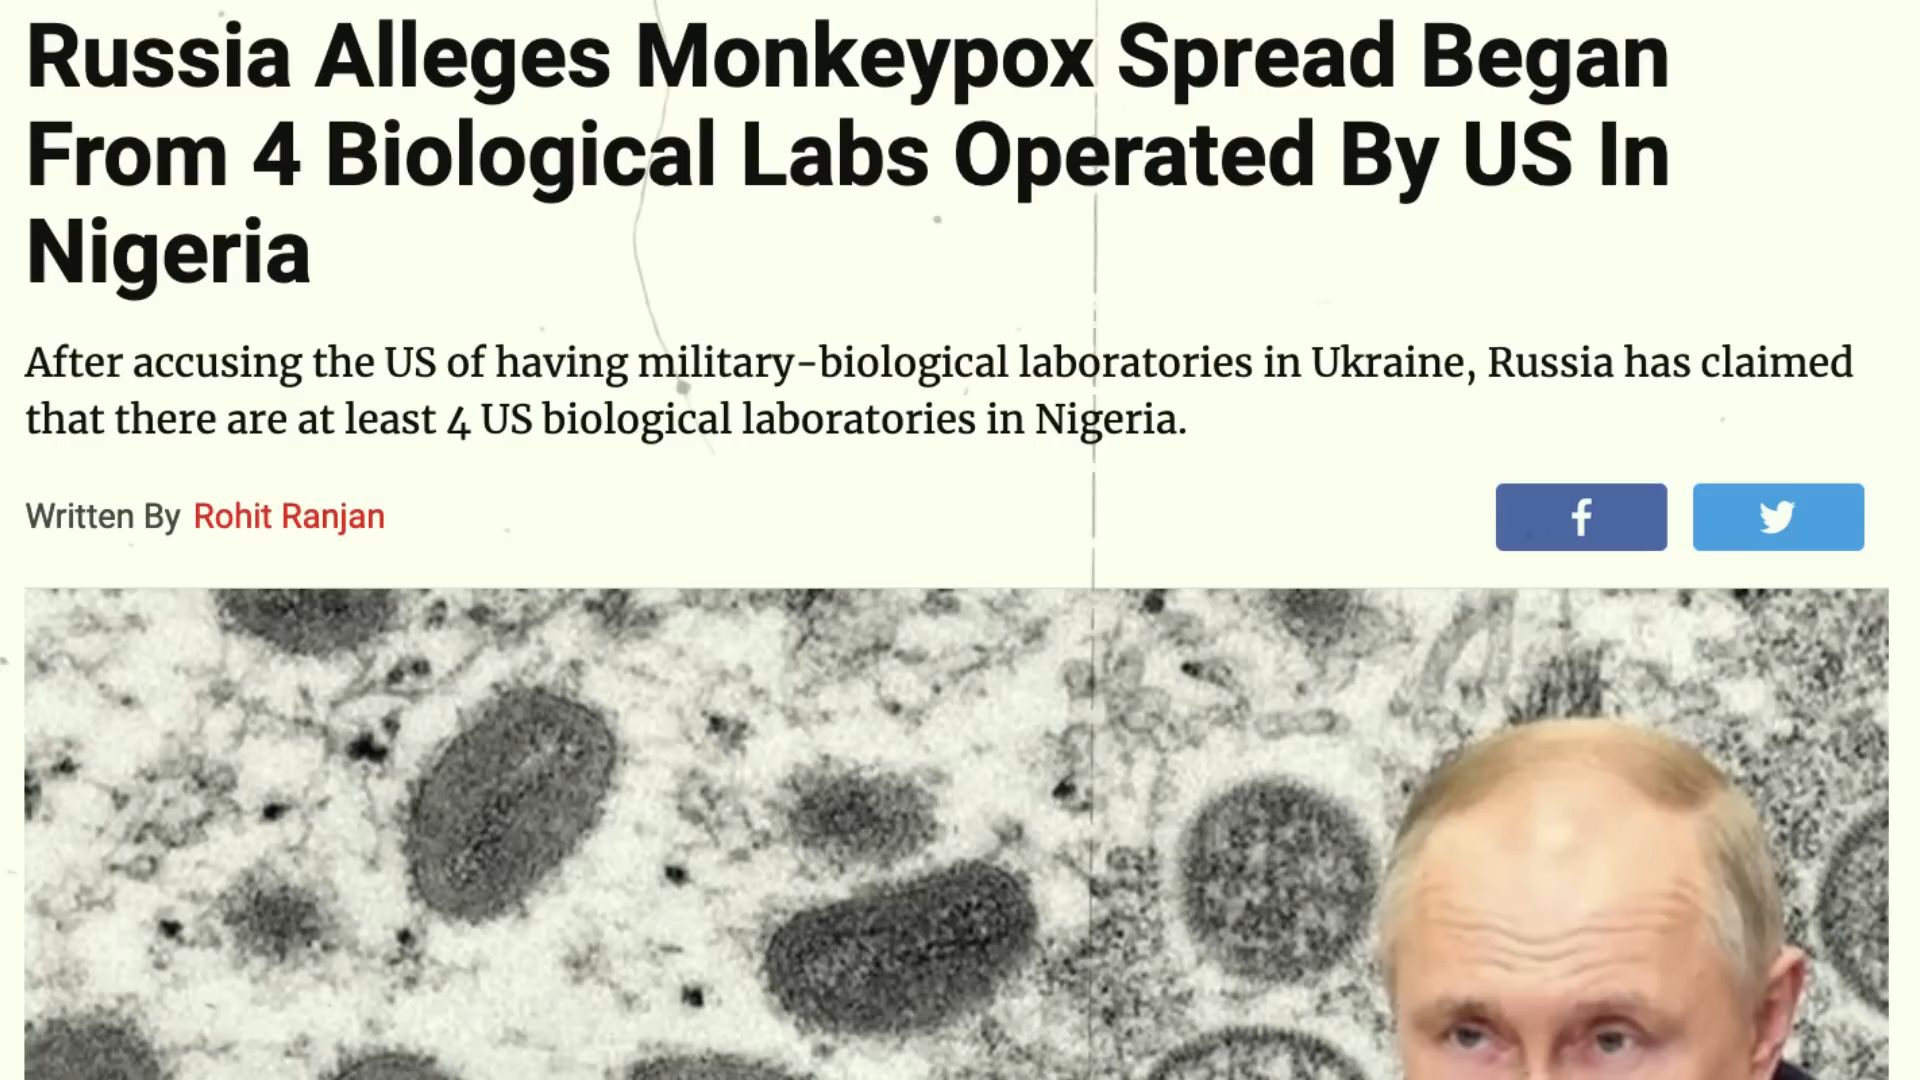 Russia Alleges Monkeypox Spread Began
From 4 Biological Labs Operated By US In
Nigeria
After accusing the US of having military-biological laboratories in Ukraine, Russia has claimed
that there are at least 4 US biological laboratories in Nigeria.
Written By Rohit Ranjan